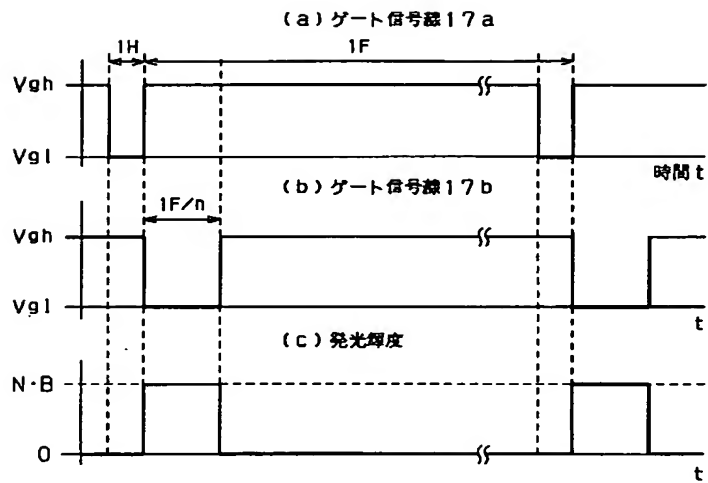 (a)ゲート信号線17a
1H
1F
Vgh
Vgl
時間t
(b)ゲート信号線17b
1F/n
Vgh
Vgl
t
(c)発光輝度
N・B
0
t